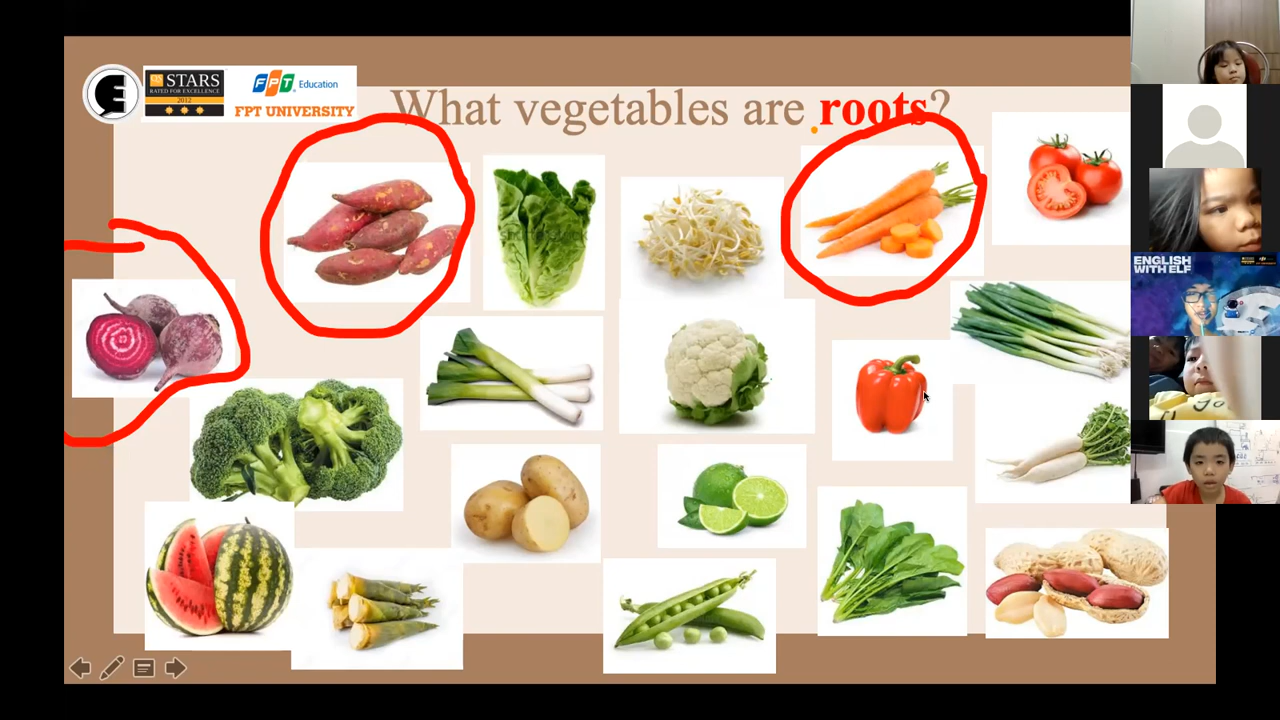 STARS
RATED FOR EXCELLENCE
2012
FPT Education
FPT UNIVERSITY
What vegetables are roots?
ENGLISH
WITH ELF